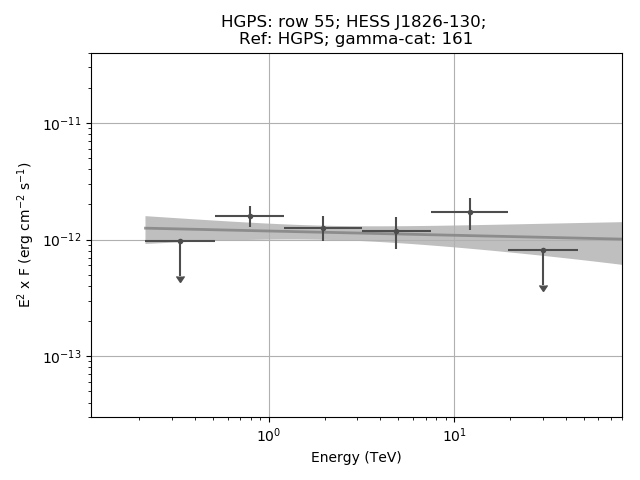 HGPS: row 55; HESS J1826-130;
Ref: HGPS; gamma-cat: 161
E² x F (erg cm⁻² s⁻¹)
10⁻¹¹
10⁻¹²
10⁻¹³
10⁰ 10¹
Energy (TeV)